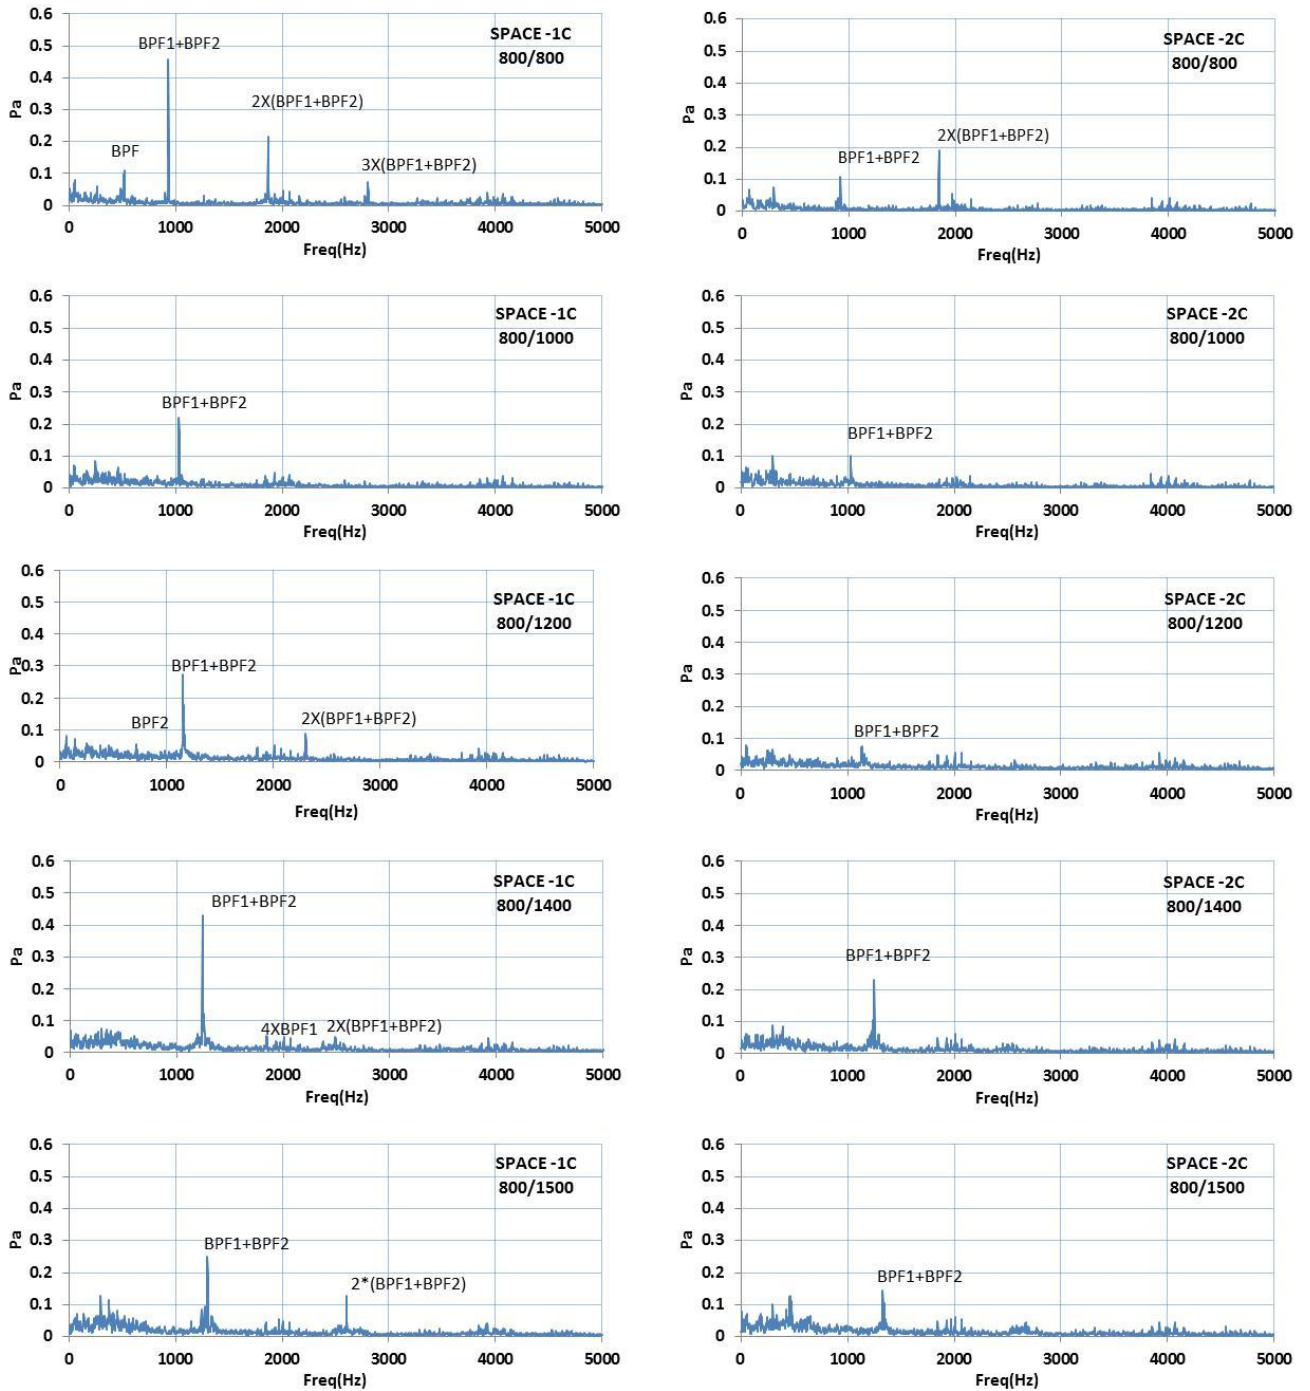 0.6
0.5
0.4
0.3
0.2
0.1
0
Pa
BPF1+BPF2
SPACE -1C
800/800
2X(BPF1+BPF2)
BPF
3X(BPF1+BPF2)
0 1000 2000 3000 4000 5000
Freq(Hz)
0.6
0.5
0.4
0.3
0.2
0.1
0
Pa
SPACE -2C
800/800
2X(BPF1+BPF2)
BPF1+BPF2
0 1000 2000 3000 4000 5000
Freq(Hz)
0.6
0.5
0.4
0.3
0.2
0.1
0
Pa
SPACE -1C
800/1000
BPF1+BPF2
0 1000 2000 3000 4000 5000
Freq(Hz)
0.6
0.5
0.4
0.3
0.2
0.1
0
Pa
SPACE -2C
800/1000
BPF1+BPF2
0 1000 2000 3000 4000 5000
Freq(Hz)
0.6
0.5
0.4
0.3
0.2
0.1
0
Pa
SPACE -1C
800/1200
BPF1+BPF2
BPF2
2X(BPF1+BPF2)
0 1000 2000 3000 4000 5000
Freq(Hz)
0.6
0.5
0.4
0.3
0.2
0.1
0
Pa
SPACE -2C
800/1200
BPF1+BPF2
0 1000 2000 3000 4000 5000
Freq(Hz)
0.6
0.5
0.4
0.3
0.2
0.1
0
Pa
SPACE -1C
800/1400
BPF1+BPF2
4XBPF1 2X(BPF1+BPF2)
0 1000 2000 3000 4000 5000
Freq(Hz)
0.6
0.5
0.4
0.3
0.2
0.1
0
Pa
SPACE -2C
800/1400
BPF1+BPF2
0 1000 2000 3000 4000 5000
Freq(Hz)
0.6
0.5
0.4
0.3
0.2
0.1
0
Pa
SPACE -1C
800/1500
BPF1+BPF2
2*(BPF1+BPF2)
0 1000 2000 3000 4000 5000
Freq(Hz)
0.6
0.5
0.4
0.3
0.2
0.1
0
Pa
SPACE -2C
800/1500
BPF1+BPF2
0 1000 2000 3000 4000 5000
Freq(Hz)